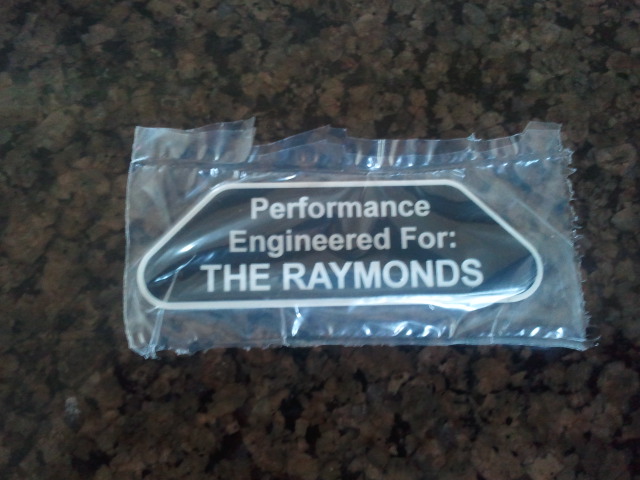 Performance
Engineered For:
THE RAYMONDS